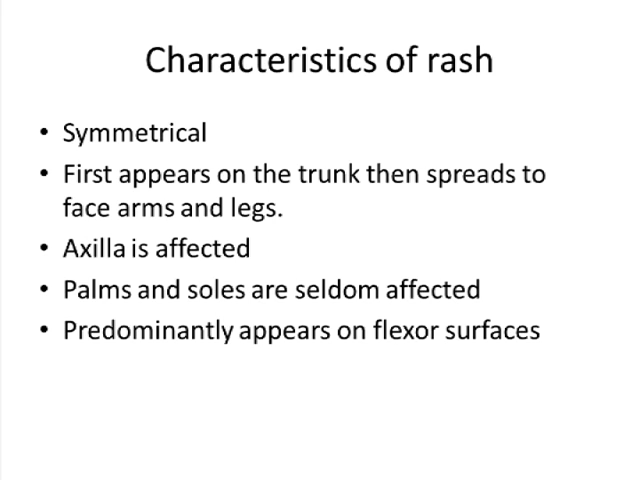 Characteristics of rash
• Symmetrical
• First appears on the trunk then spreads to
face arms and legs.
• Axilla is affected
• Palms and soles are seldom affected
• Predominantly appears on flexor surfaces